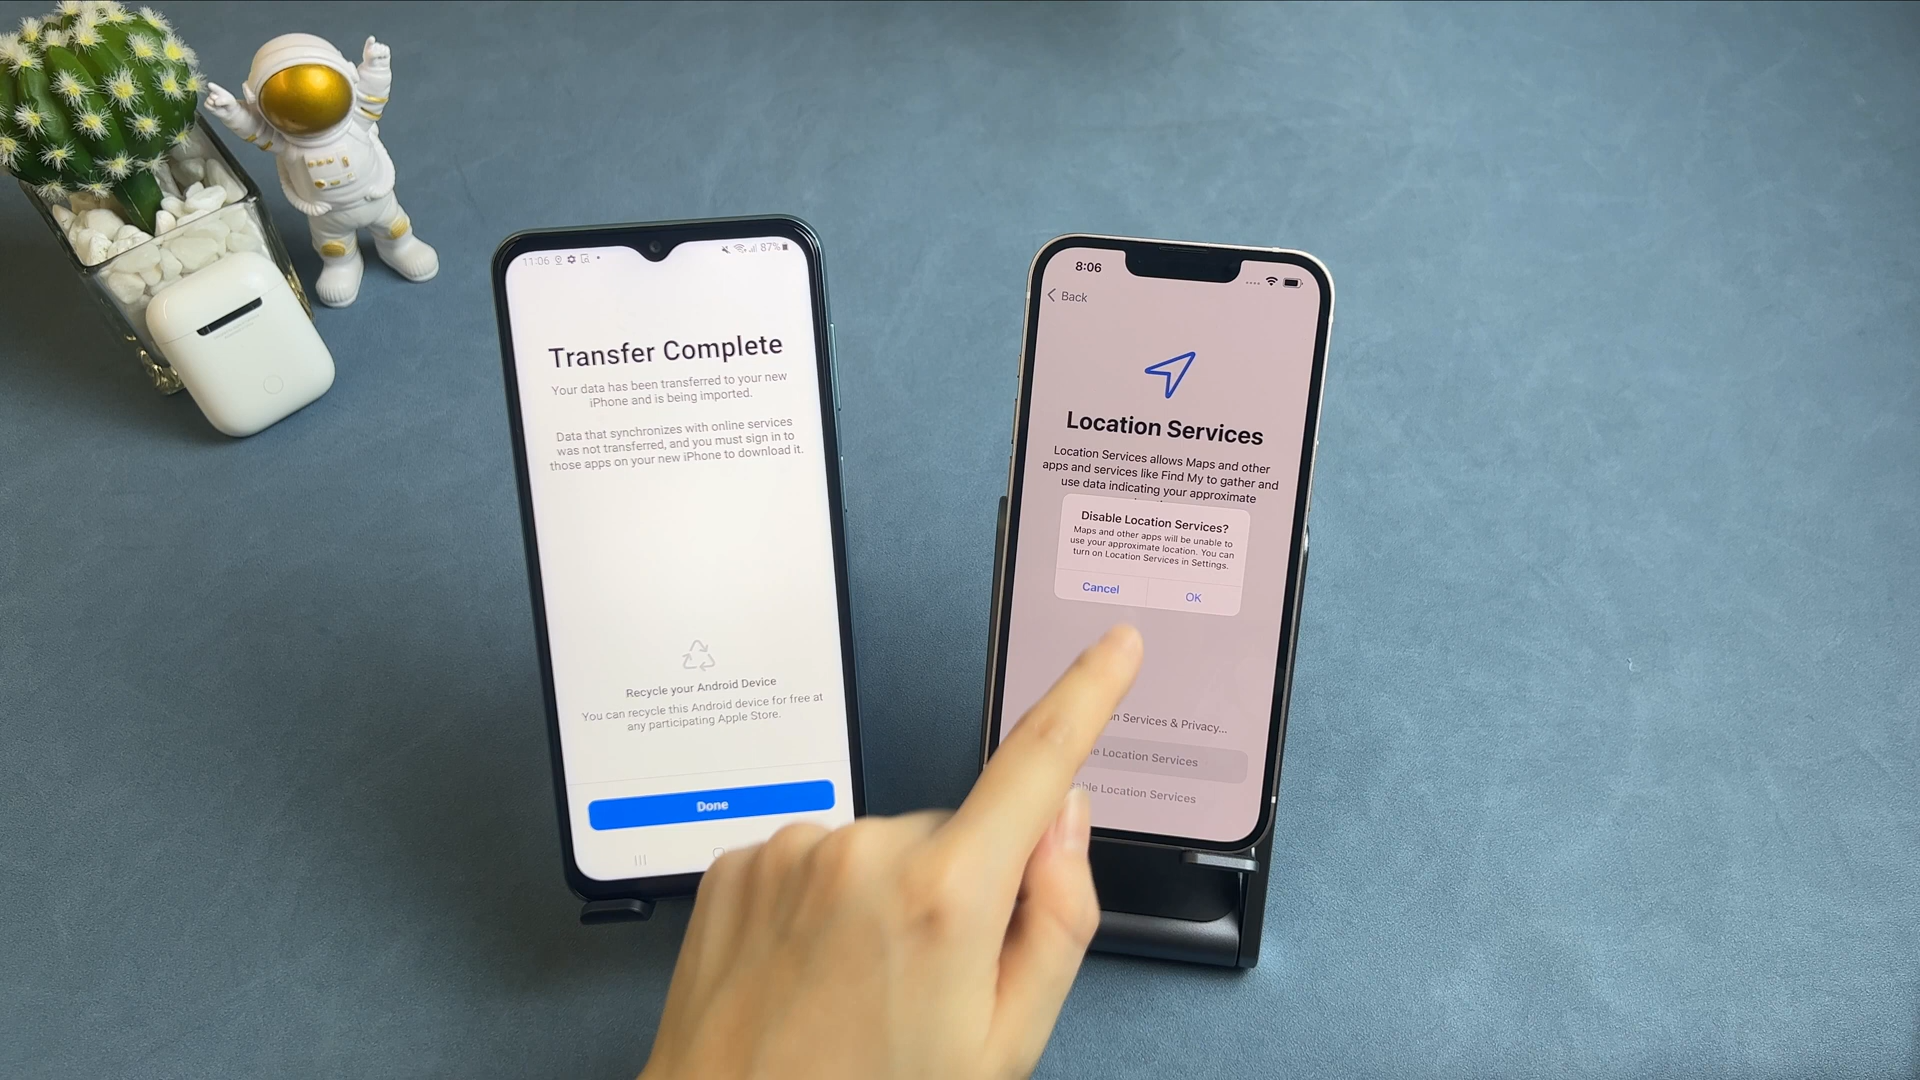 11:06
87%
Transfer Complete
Your data has been transferred to your new
iPhone and is being imported.
Data that synchronizes with online services
was not transferred, and you must sign in to
those apps on your new iPhone to download it.
Recycle your Android Device
You can recycle this Android device for free at
any participating Apple Store.
Done
8:06
Back
Location Services
Location Services allows Maps and other
apps and services like Find My to gather and
use data indicating your approximate
Disable Location Services?
Maps and other apps will be unable to
use your approximate location. You can
turn on Location Services in Settings.
Cancel
OK
Services & Privacy...
Location Services
Location Services